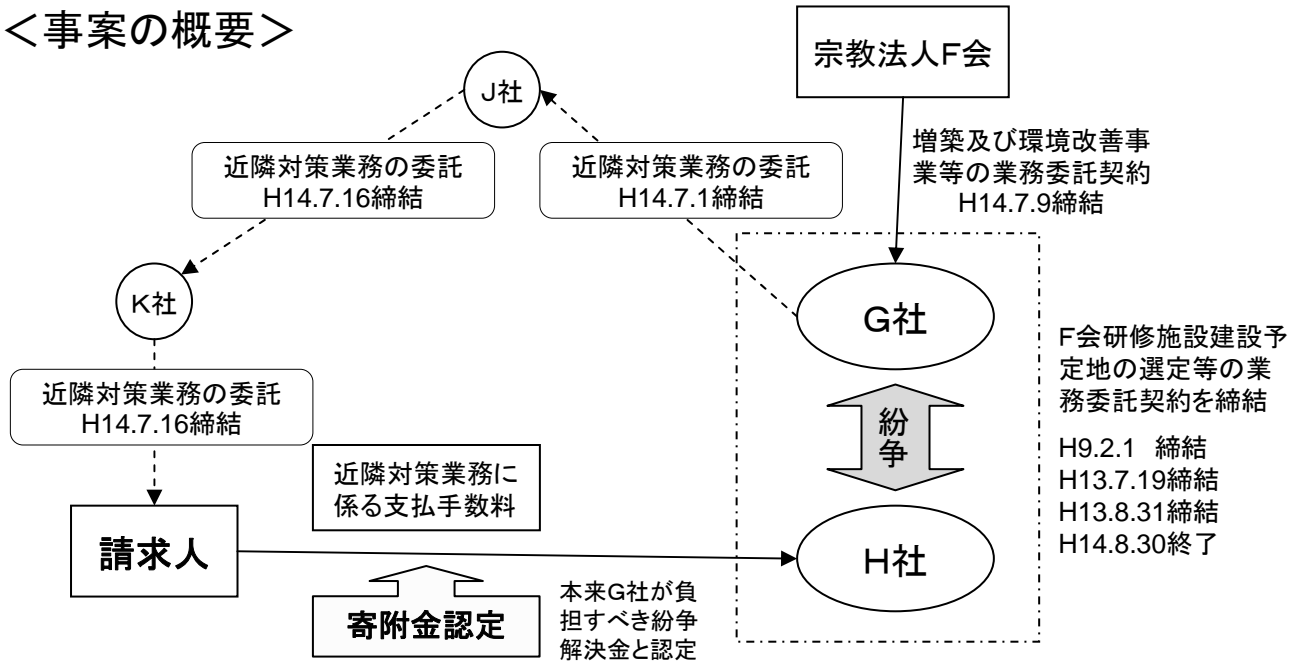 ＜事案の概要＞
宗教法人F会
J社
近隣対策業務の委託
H14.7.16締結
近隣対策業務の委託
H14.7.1締結
増築及び環境改善事
業等の業務委託契約
H14.7.9締結
K社
G社
F会研修施設建設予
定地の選定等の業
務委託契約を締結
H9.2.1 締結
H13.7.19締結
H13.8.31締結
H14.8.30終了
近隣対策業務の委託
H14.7.16締結
紛争
近隣対策業務に
係る支払手数料
請求人
H社
寄附金認定
本来G社が負
担すべき紛争
解決金と認定